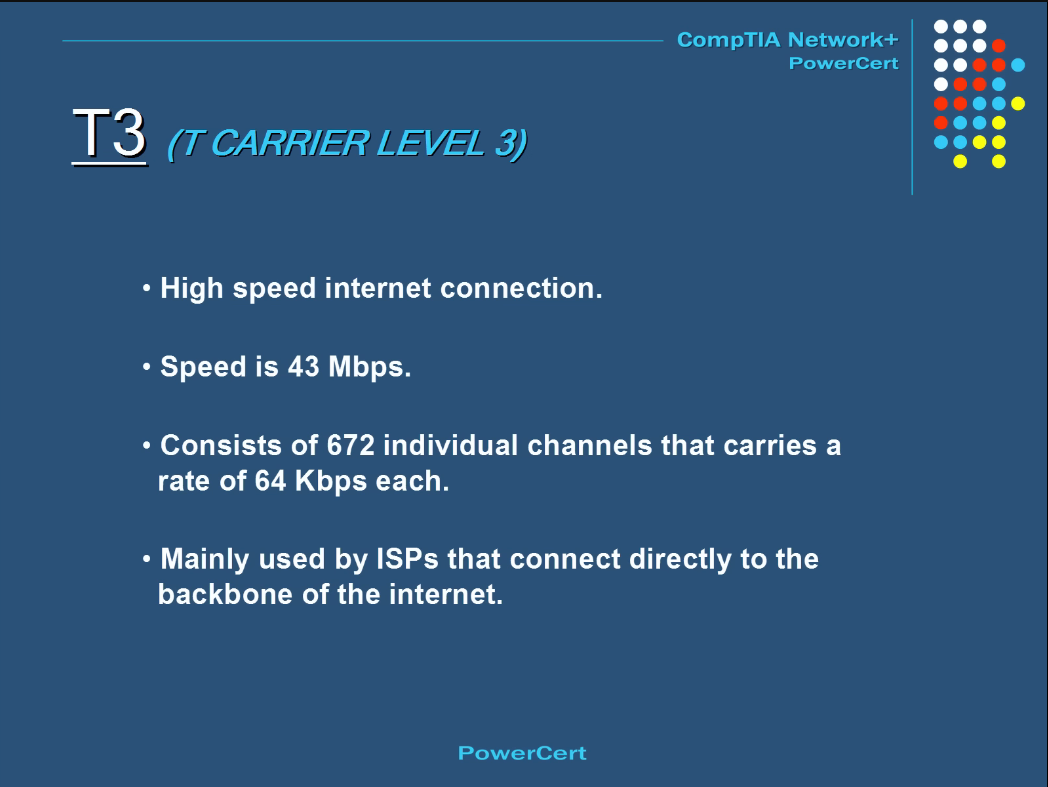 CompTIA Network+
PowerCert
T3 (T CARRIER LEVEL 3)
• High speed internet connection.
• Speed is 43 Mbps.
• Consists of 672 individual channels that carries a
rate of 64 Kbps each.
• Mainly used by ISPs that connect directly to the
backbone of the internet.
PowerCert